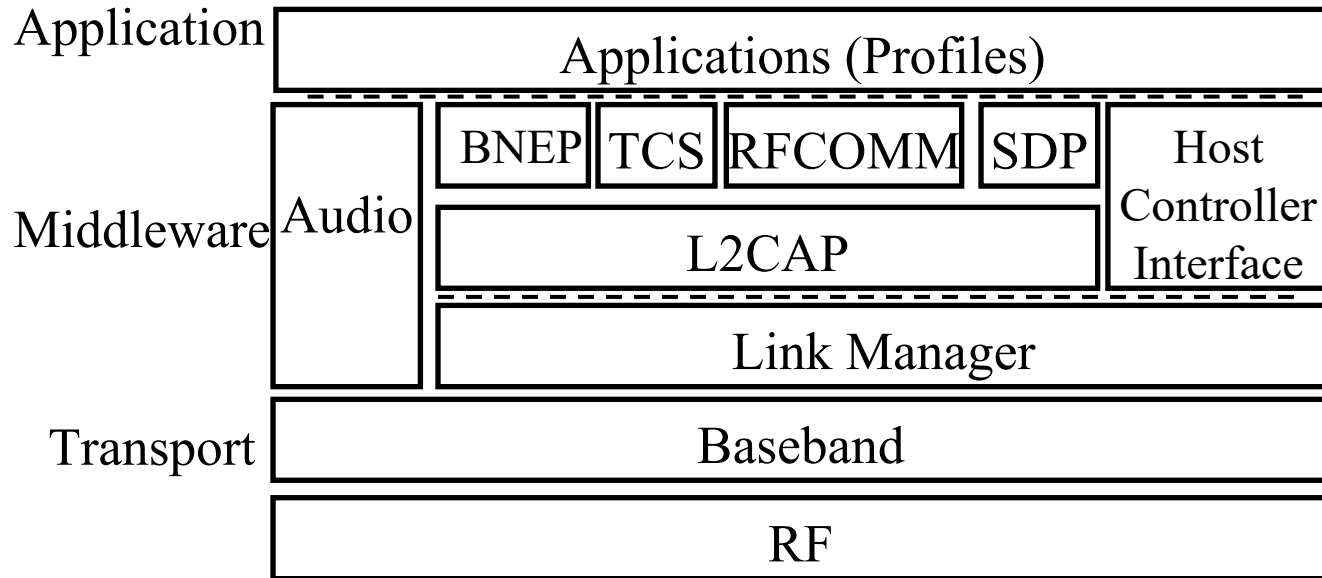 Application
Applications (Profiles)
BNEP
TCS
RFCOMM
SDP
Host
Controller
Interface
Middleware
Audio
L2CAP
Link Manager
Transport
Baseband
RF